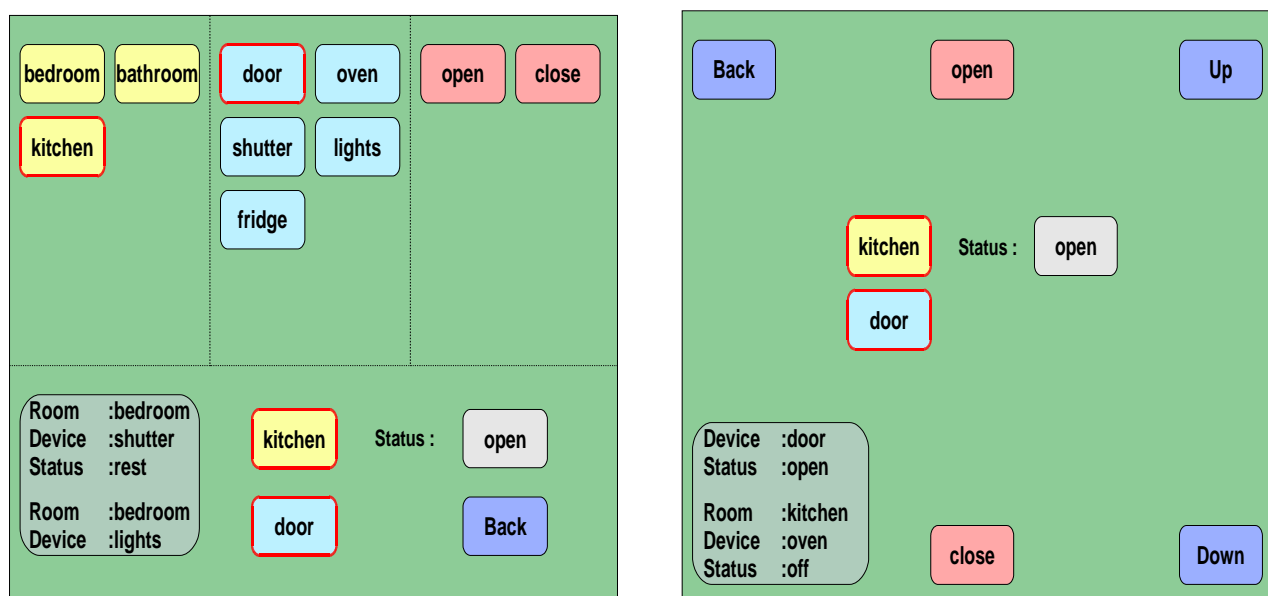 bedroom bathroom door oven open close
kitchen shutter lights
fridge
Room :bedroom
Device :shutter
Status :rest
Room :bedroom
Device :lights
kitchen Status : open
door Back
Back open Up
kitchen Status : open
door
Device :door
Status :open
Room :kitchen
Device :oven
Status :off
close Down